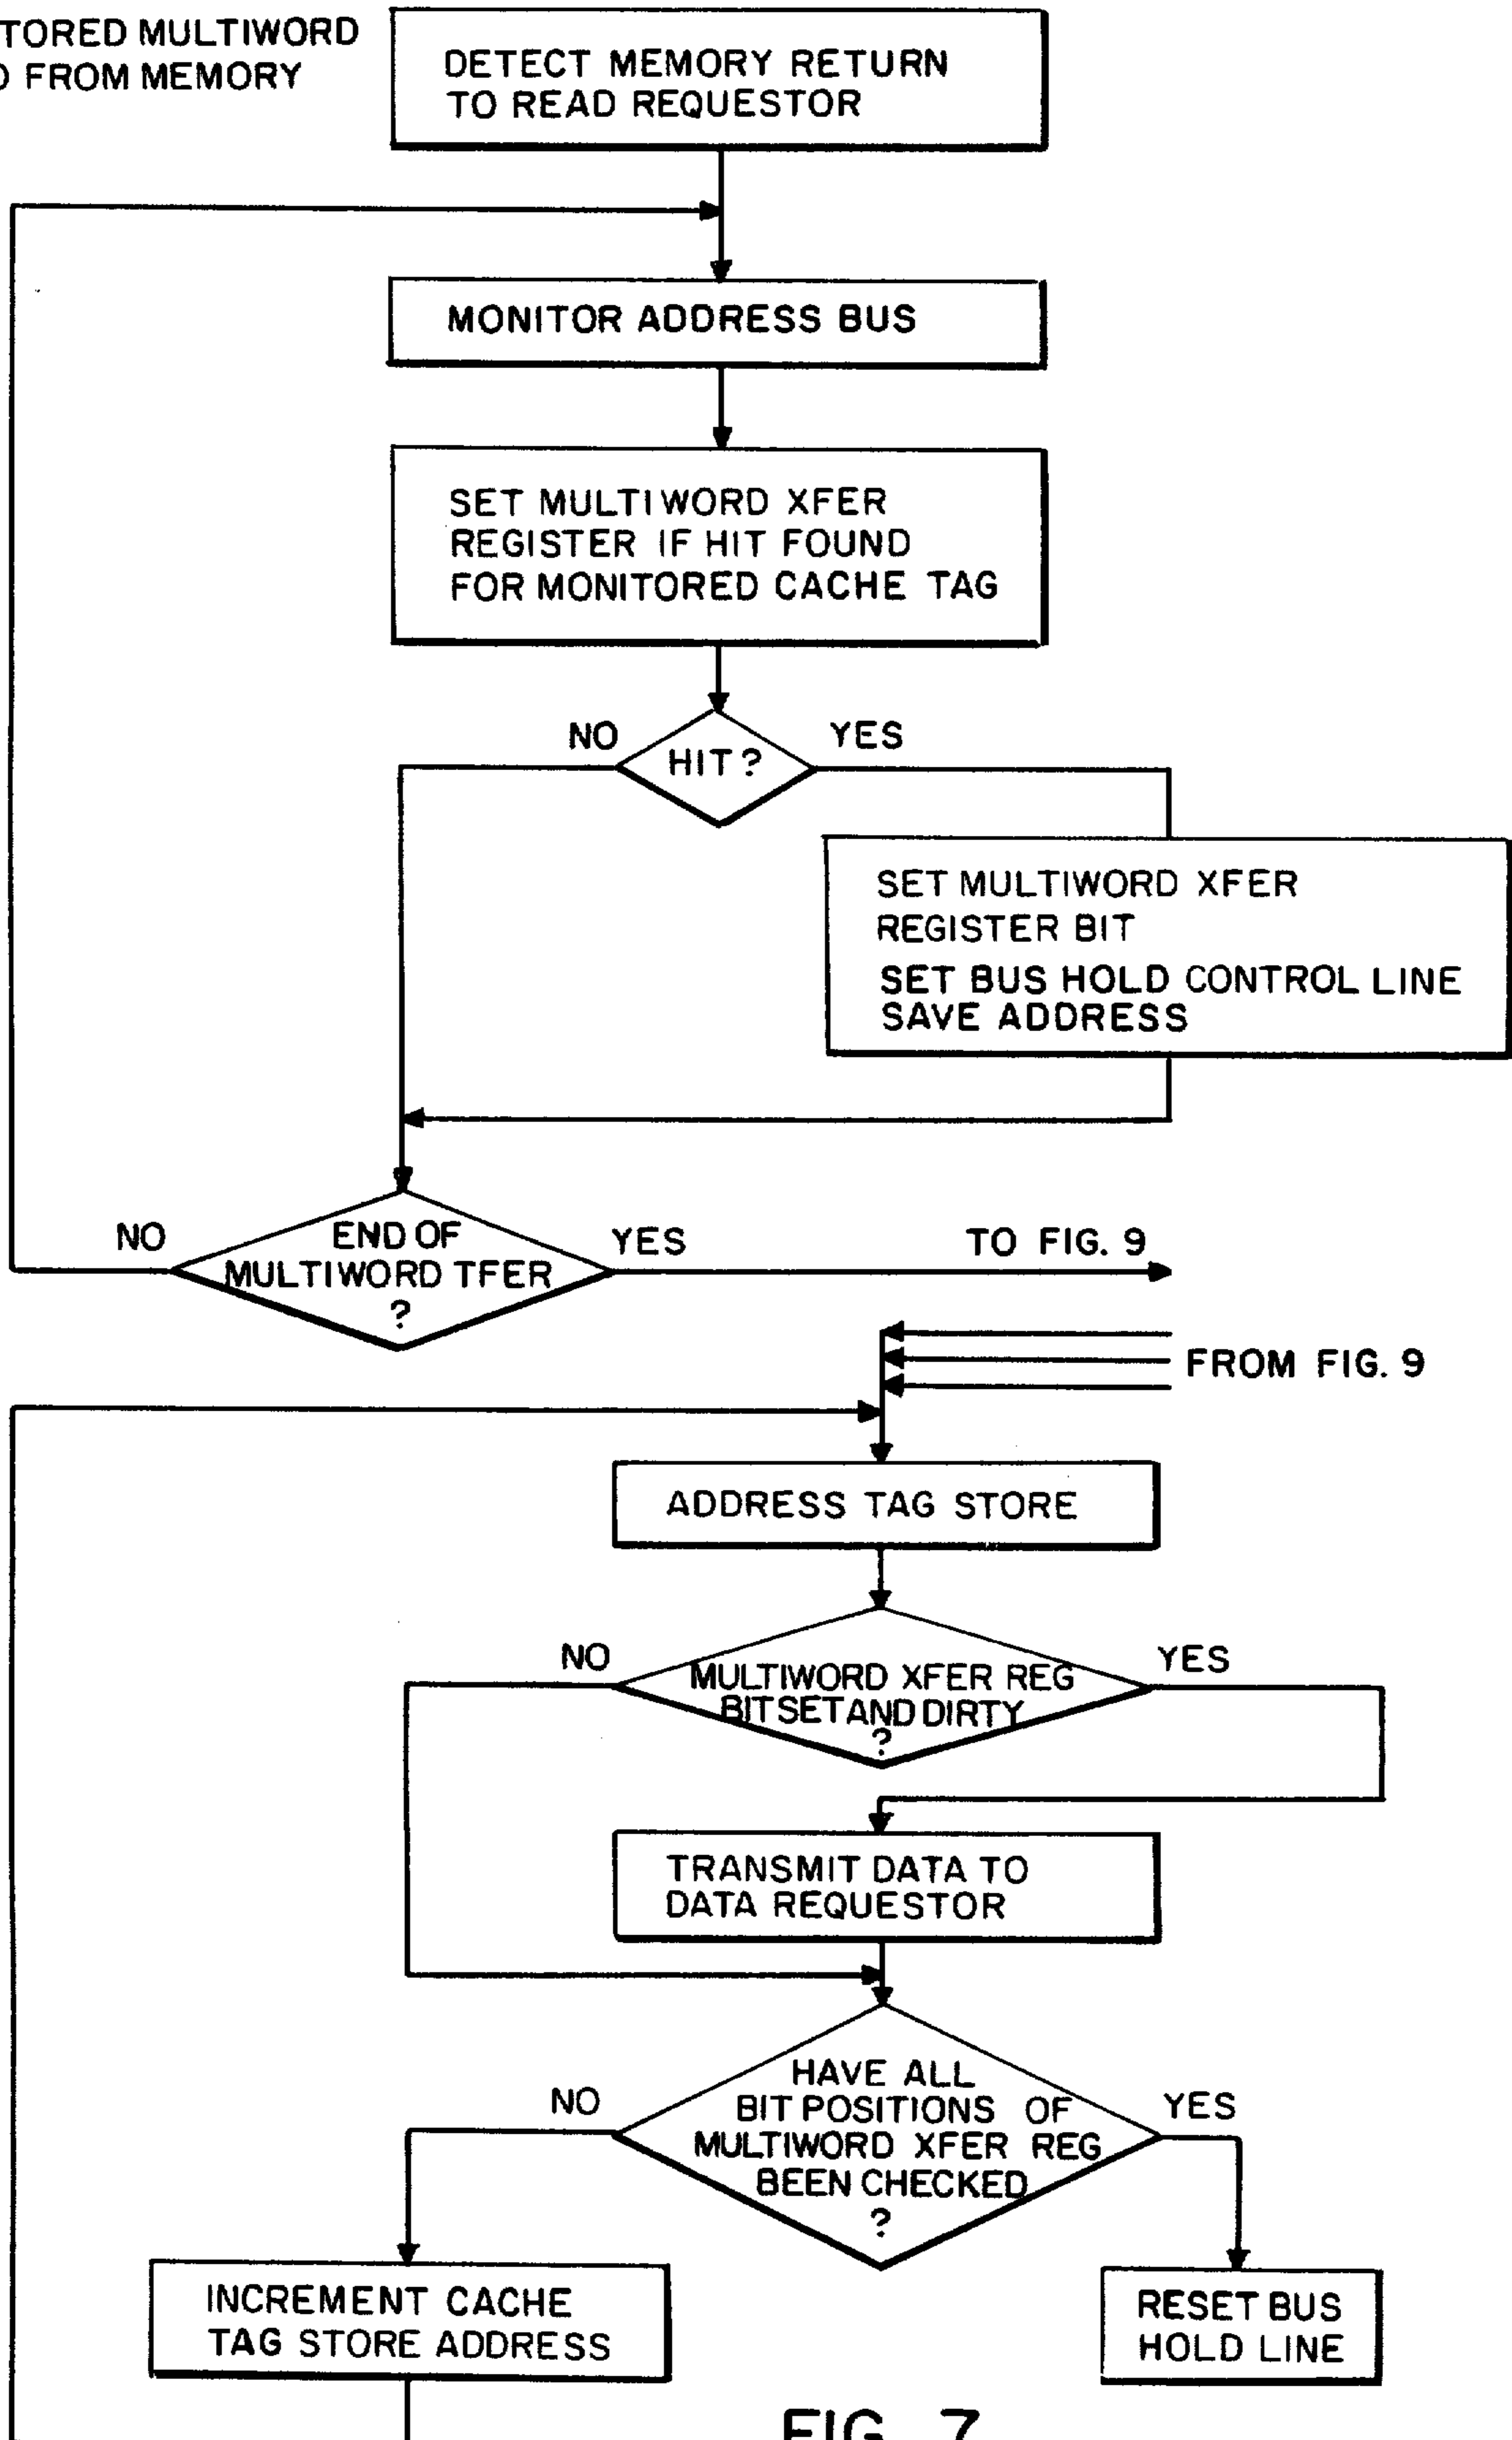 TORED MULTIWORD
FROM MEMORY
DETECT MEMORY RETURN
TO READ REQUESTOR
MONITOR ADDRESS BUS
SET MULTIWORD XFER
REGISTER IF HIT FOUND
FOR MONITORED CACHE TAG
NO
HIT?
YES
SET MULTIWORD XFER
REGISTER BIT
SET BUS HOLD CONTROL LINE
SAVE ADDRESS
NO
END OF
MULTIWORD TFER
?
YES
TO FIG. 9
FROM FIG. 9
ADDRESS TAG STORE
NO
MULTIWORD XFER REG
BIT SET AND DIRTY
?
YES
TRANSMIT DATA TO
DATA REQUESTOR
NO
HAVE ALL
BIT POSITIONS OF
MULTIWORD XFER REG
BEEN CHECKED
?
YES
INCREMENT CACHE
TAG STORE ADDRESS
RESET BUS
HOLD LINE
FIG. 7